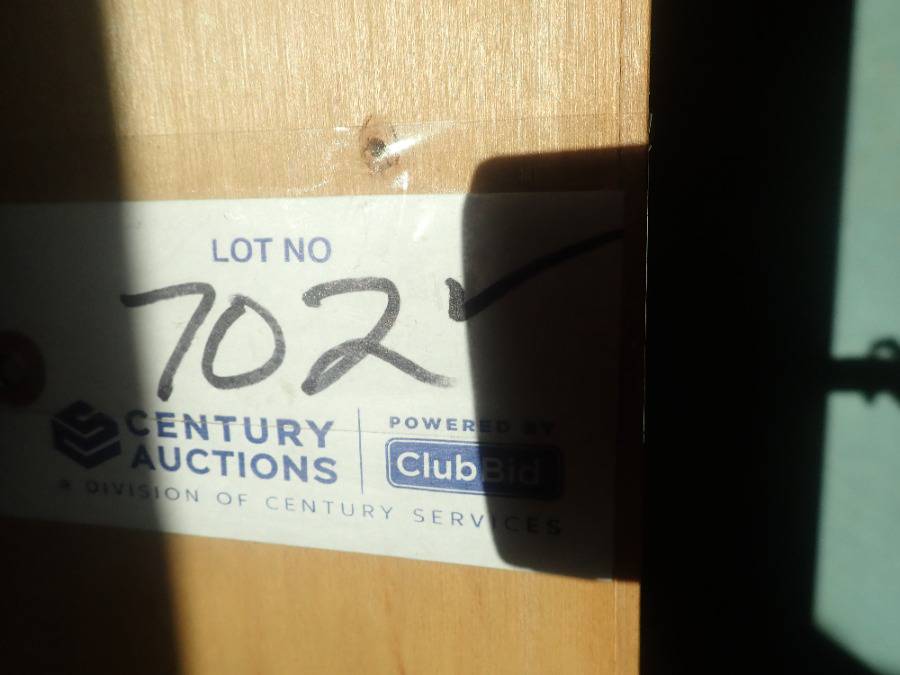 LOT NO
702 ✓
CENTURY
AUCTIONS
POWERED BY
ClubBid
a DIVISION OF CENTURY SERVICES